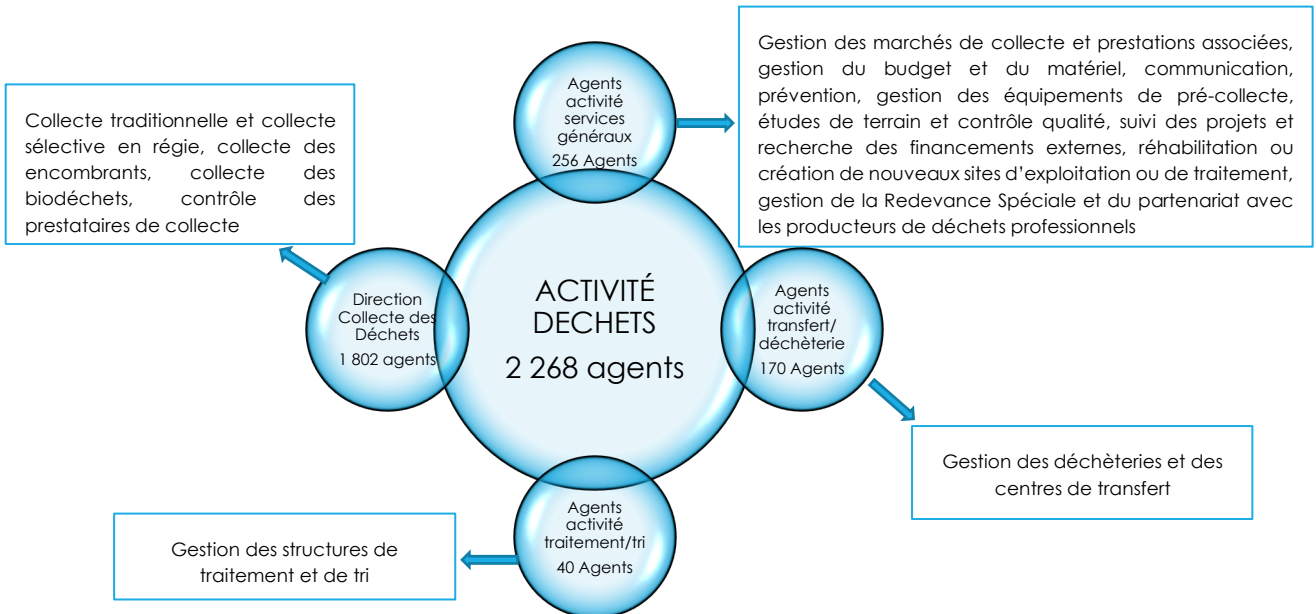 Gestion des marchés de collecte et prestations associées,
gestion du budget et du matériel, communication,
prévention, gestion des équipements de pré-collecte,
études de terrain et contrôle qualité, suivi des projets et
recherche des financements externes, réhabilitation ou
création de nouveaux sites d'exploitation ou de traitement,
gestion de la Redevance Spéciale et du partenariat avec
les producteurs de déchets professionnels
Agents
activité
services
généraux
256 Agents
Collecte traditionnelle et collecte
sélective en régie, collecte des
encombrants, collecte des
biodéchets, contrôle des
prestataires de collecte
Direction
Collecte des
Déchets
1 802 agents
ACTIVITÉ
DECHETS
2 268 agents
Agents
activité
transfert/
déchèterie
170 Agents
Gestion des déchèteries et des
centres de transfert
Agents
activité
traitement/tri
40 Agents
Gestion des structures de
traitement et de tri